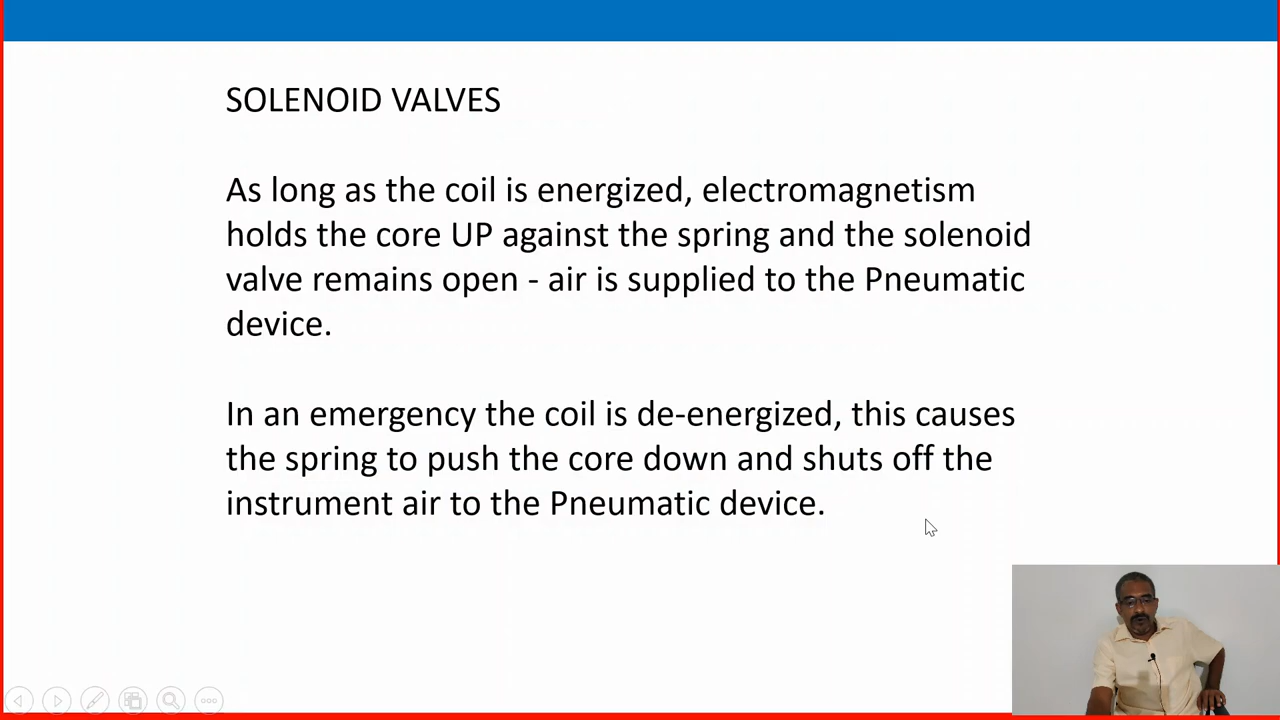 SOLENOID VALVES
As long as the coil is energized, electromagnetism
holds the core UP against the spring and the solenoid
valve remains open - air is supplied to the Pneumatic
device.
In an emergency the coil is de-energized, this causes
the spring to push the core down and shuts off the
instrument air to the Pneumatic device.